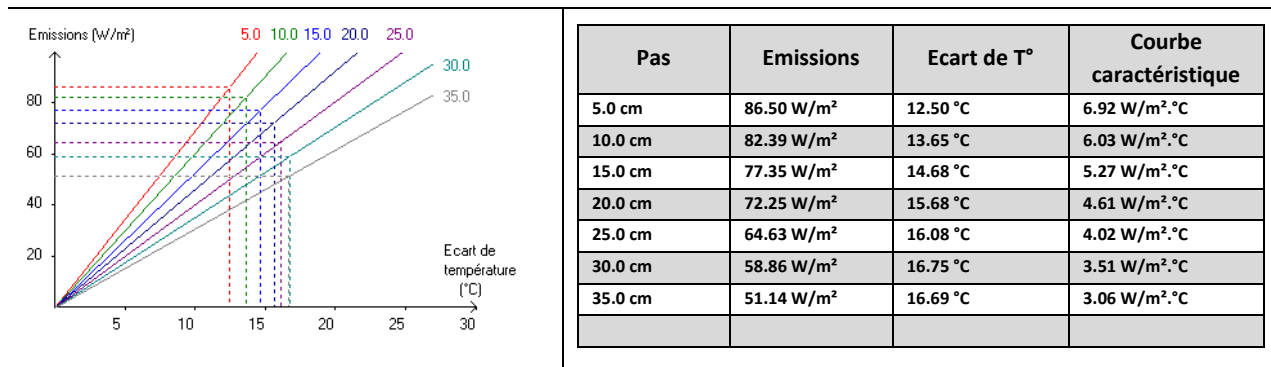 Emissions (W/m²)
5.0 10.0 15.0 20.0 25.0
30.0
35.0
80
60
40
20
Ecart de
température
(°C)
5 10 15 20 25 30
Pas Emissions Ecart de T° Courbe
caractéristique
5.0 cm 86.50 W/m² 12.50 °C 6.92 W/m².°C
10.0 cm 82.39 W/m² 13.65 °C 6.03 W/m².°C
15.0 cm 77.35 W/m² 14.68 °C 5.27 W/m².°C
20.0 cm 72.25 W/m² 15.68 °C 4.61 W/m².°C
25.0 cm 64.63 W/m² 16.08 °C 4.02 W/m².°C
30.0 cm 58.86 W/m² 16.75 °C 3.51 W/m².°C
35.0 cm 51.14 W/m² 16.69 °C 3.06 W/m².°C